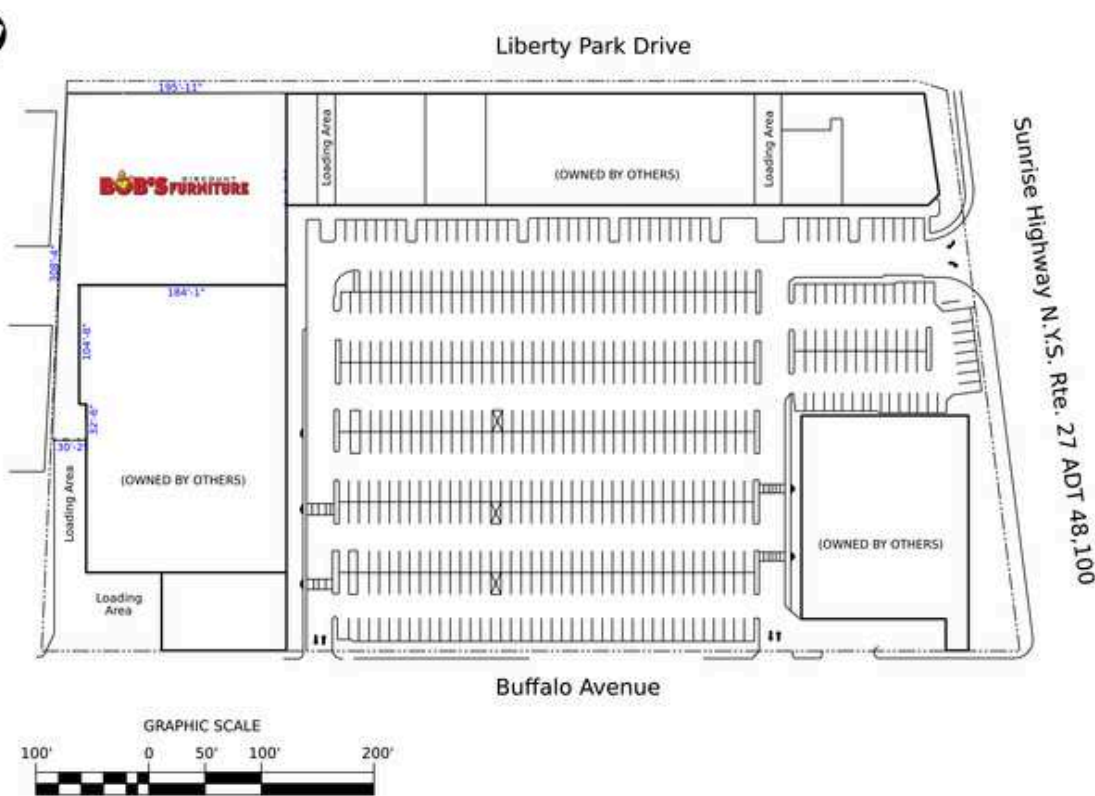 Liberty Park Drive
195'-11"
Loading Area
(OWNED BY OTHERS)
Loading Area
BOB'S DISCOUNT FURNITURE
Sunrise Highway N.Y.S. Rte. 27 ADT 48,100
308'-4"
184'-1"
104'-8"
32'-6"
30'-2"
(OWNED BY OTHERS)
Loading Area
(OWNED BY OTHERS)
Loading
Area
Buffalo Avenue
GRAPHIC SCALE
100' 0 50' 100' 200'